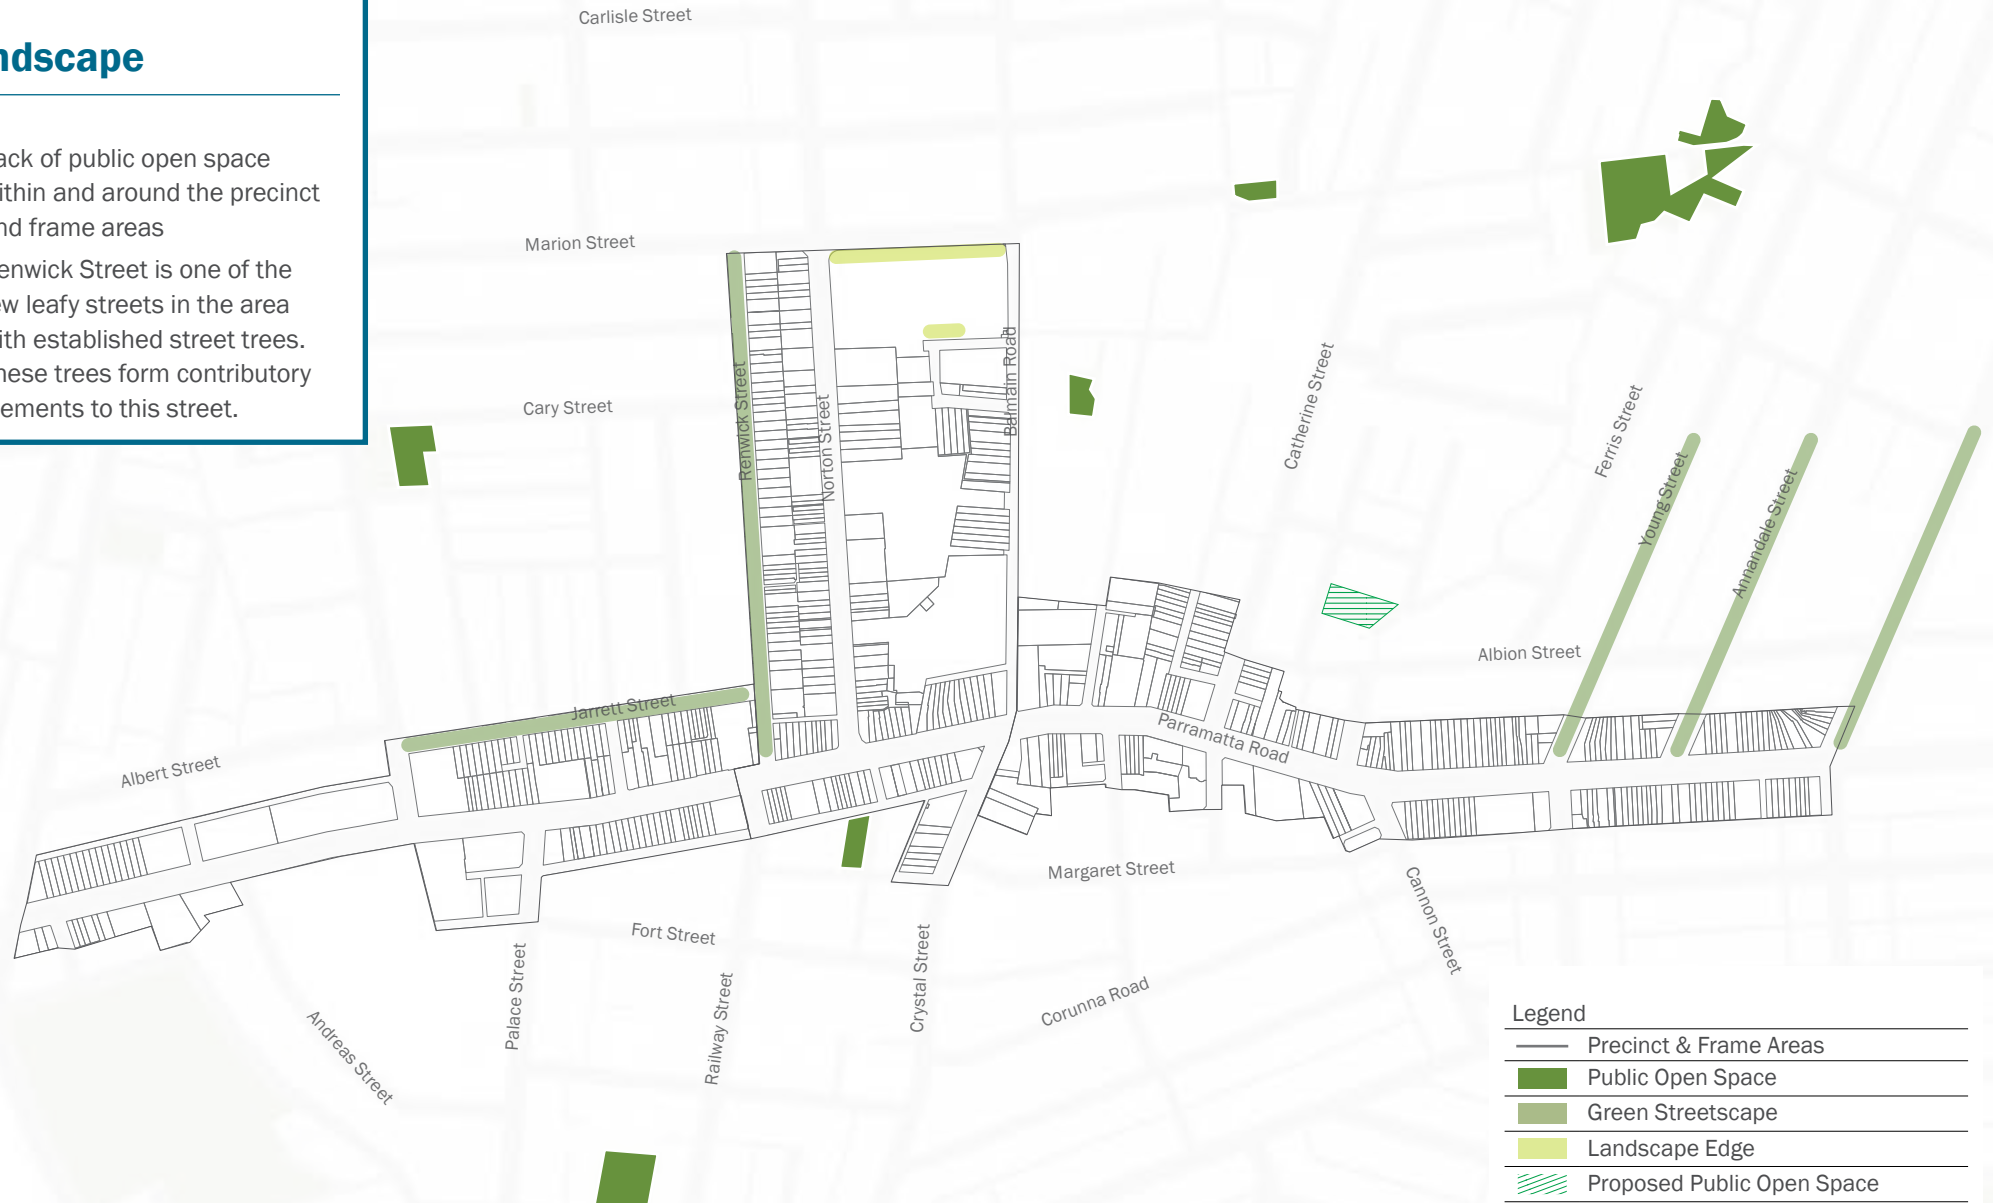 ndscape
ack of public open space
ithin and around the precinct
nd frame areas
enwick Street is one of the
ew leafy streets in the area
ith established street trees.
hese trees form contributory
ements to this street.
Carlisle Street
Marion Street
Cary Street
Renwick Street
Norton Street
Balmain Road
Catherine Street
Ferris Street
Young Street
Annandale Street
Albion Street
Jarrett Street
Parramatta Road
Albert Street
Margaret Street
Cannon Street
Fort Street
Palace Street
Railway Street
Crystal Street
Corunna Road
Andreas Street
Legend
Precinct & Frame Areas
Public Open Space
Green Streetscape
Landscape Edge
Proposed Public Open Space